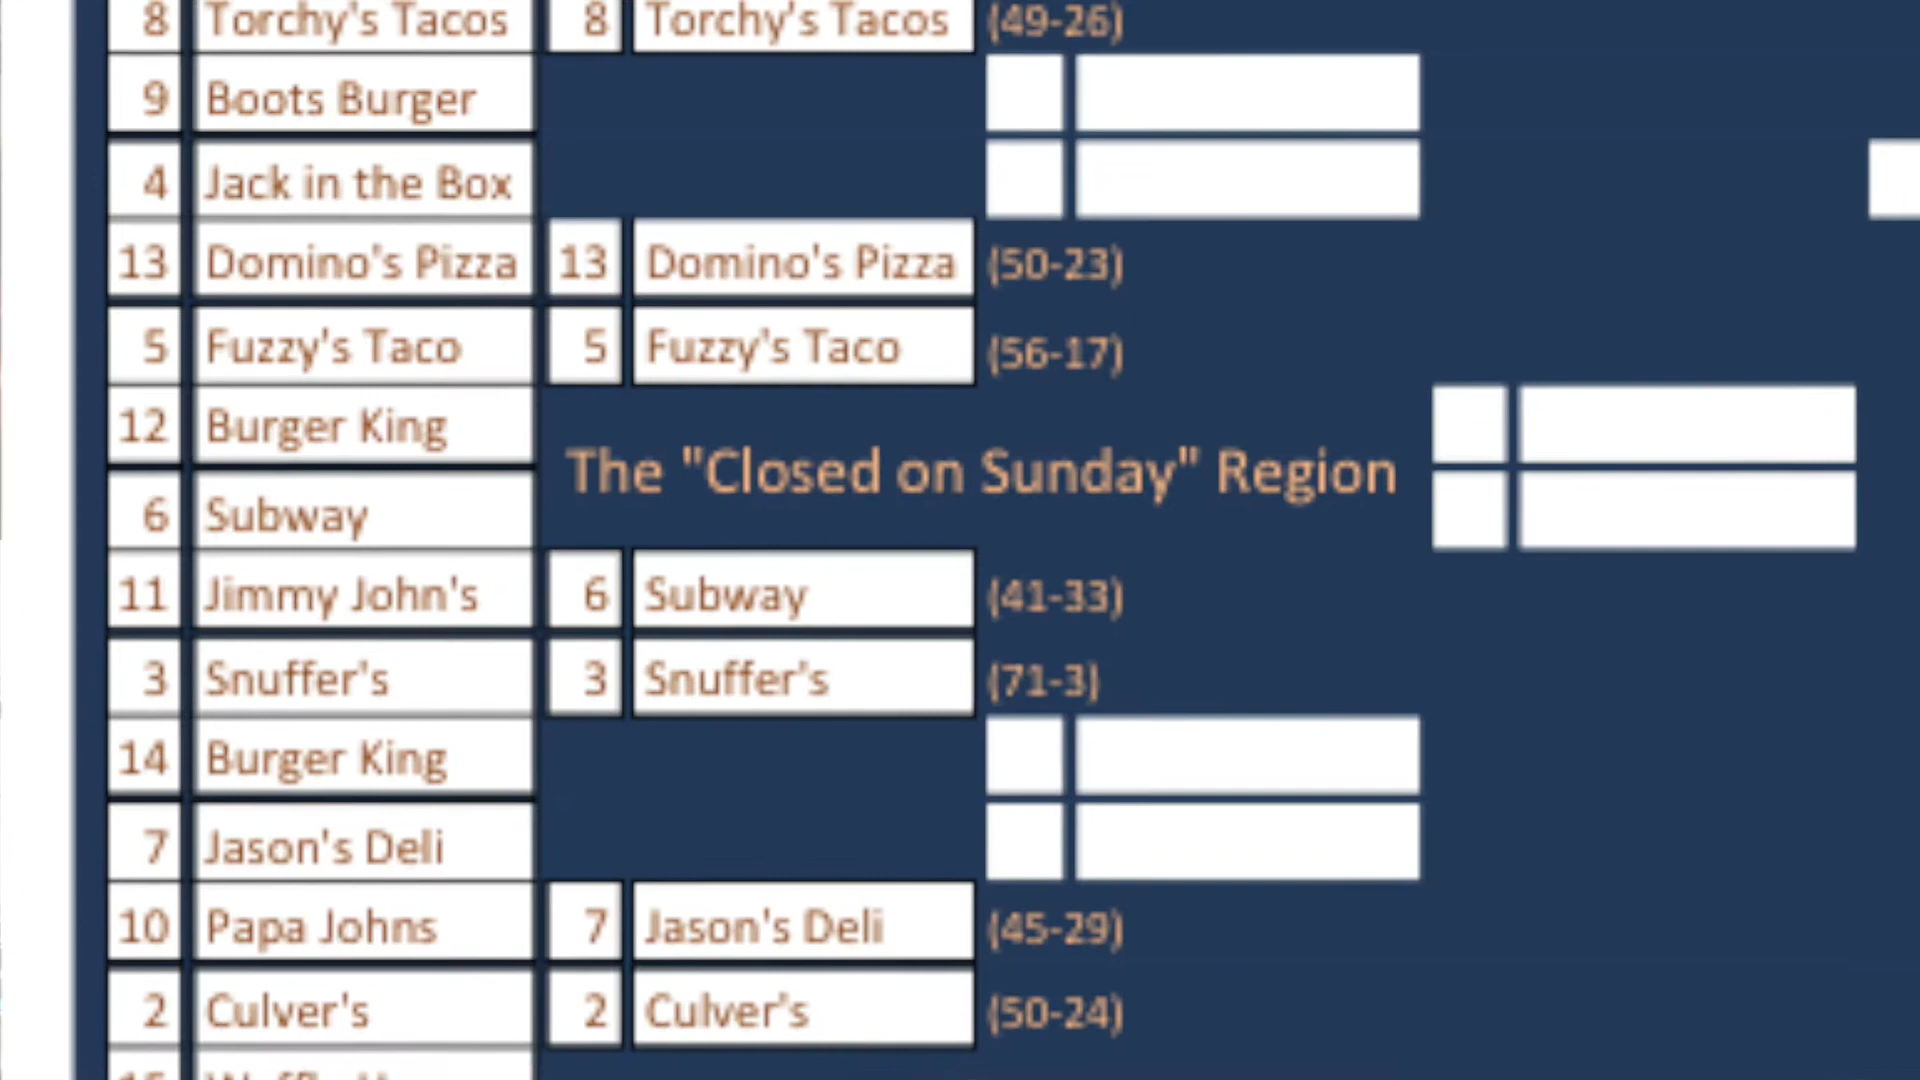 8 Torchy's Tacos 8 Torchy's Tacos (49-26)
9 Boots Burger
4 Jack in the Box
13 Domino's Pizza 13 Domino's Pizza (50-23)
5 Fuzzy's Taco 5 Fuzzy's Taco (56-17)
12 Burger King
The "Closed on Sunday" Region
6 Subway
11 Jimmy John's 6 Subway (41-33)
3 Snuffer's 3 Snuffer's (71-3)
14 Burger King
7 Jason's Deli
10 Papa Johns 7 Jason's Deli (45-29)
2 Culver's 2 Culver's (50-24)
15